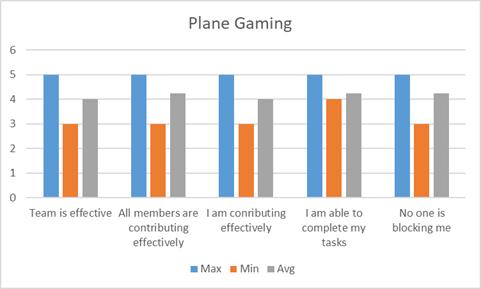 Plane Gaming
6
5
4
3
2
1
0
Team is effective
All members are
contributing
effectively
I am conributing
effectively
I am able to
complete my
tasks
No one is
blocking me
Max
Min
Avg